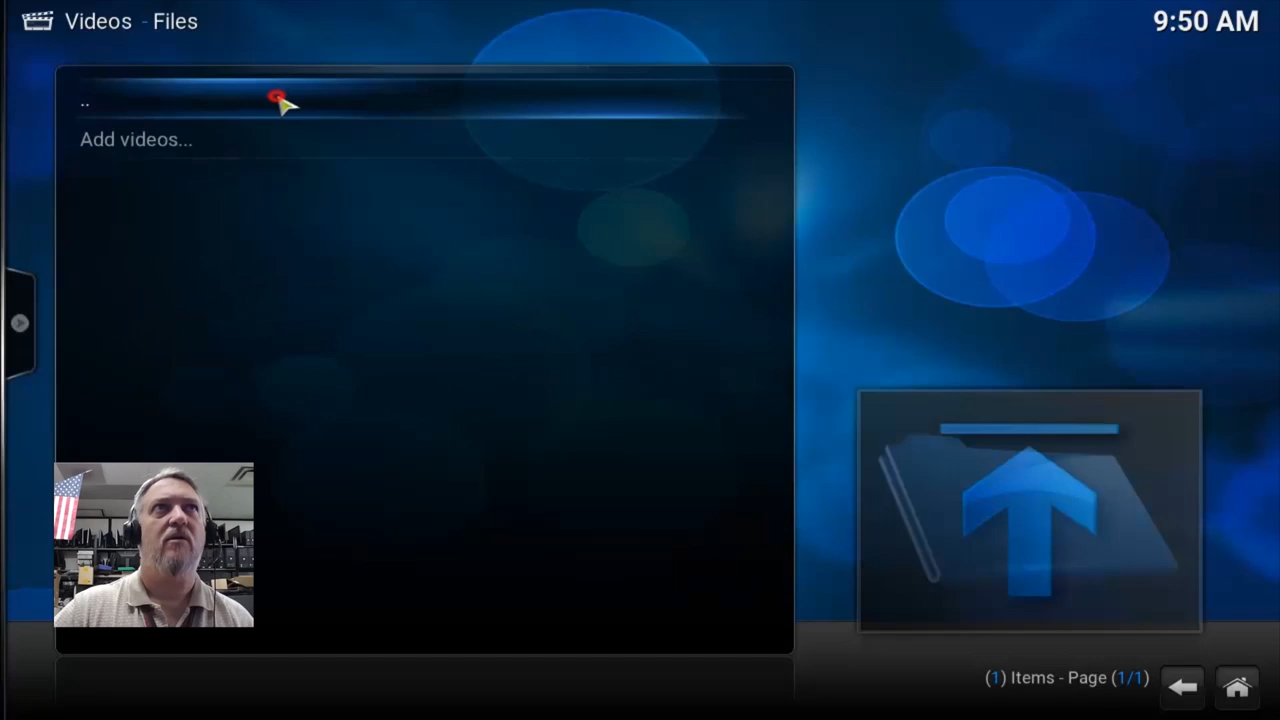 Videos - Files
9:50 AM
..
Add videos...
(1) Items - Page (1/1)